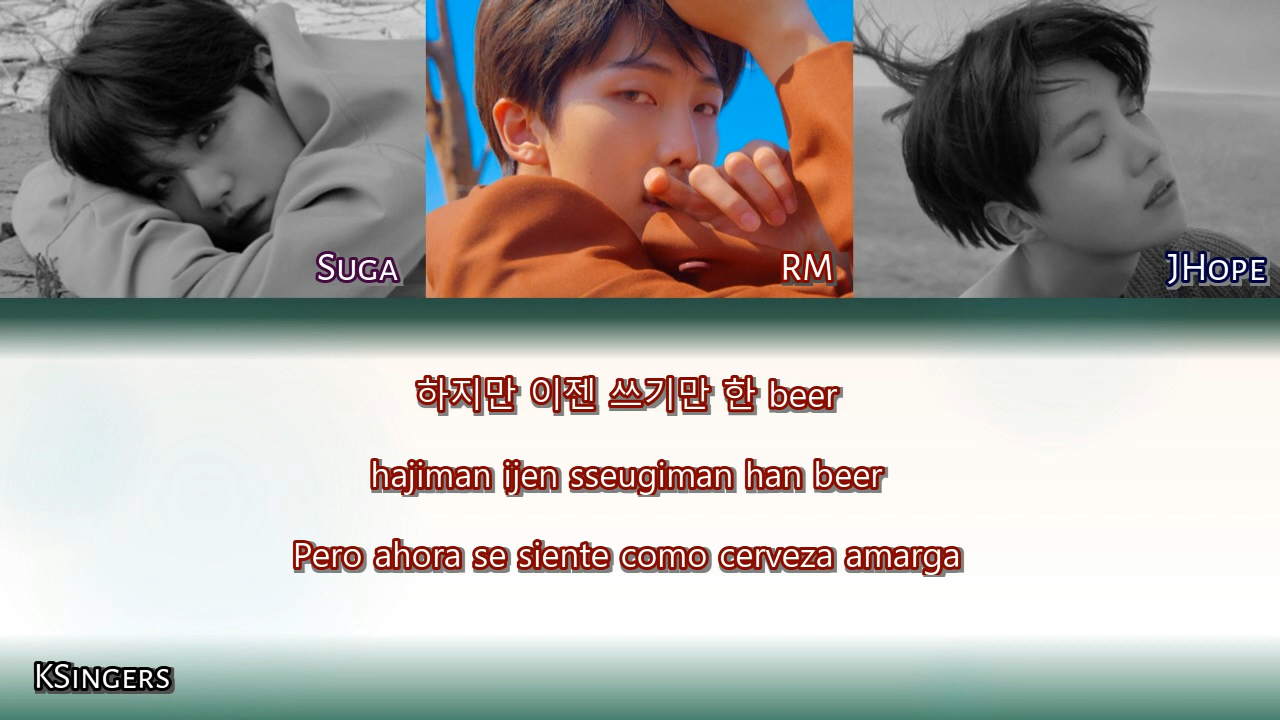 Suga
RM
JHope
하지만 이젠 쓰기만 한 beer
hajiman ijen sseugiman han beer
Pero ahora se siente como cerveza amarga
KSingers